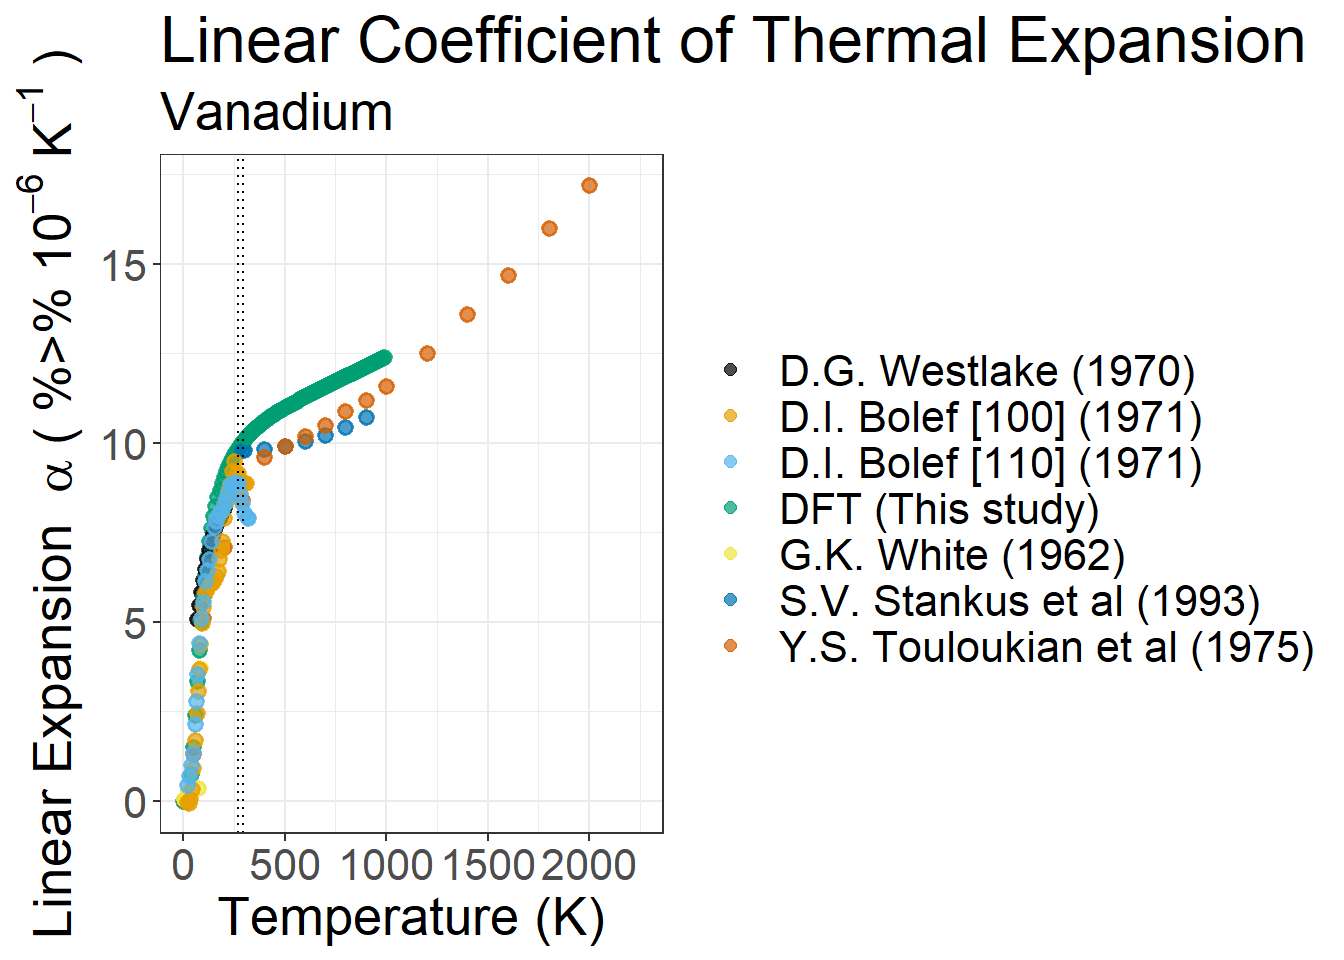 Linear Coefficient of Thermal Expansion
Vanadium
Linear Expansion α ( %>% 10⁻⁶ K⁻¹ )
15
10
5
0
0 500 1000 1500 2000
Temperature (K)
D.G. Westlake (1970)
D.I. Bolef [100] (1971)
D.I. Bolef [110] (1971)
DFT (This study)
G.K. White (1962)
S.V. Stankus et al (1993)
Y.S. Touloukian et al (1975)